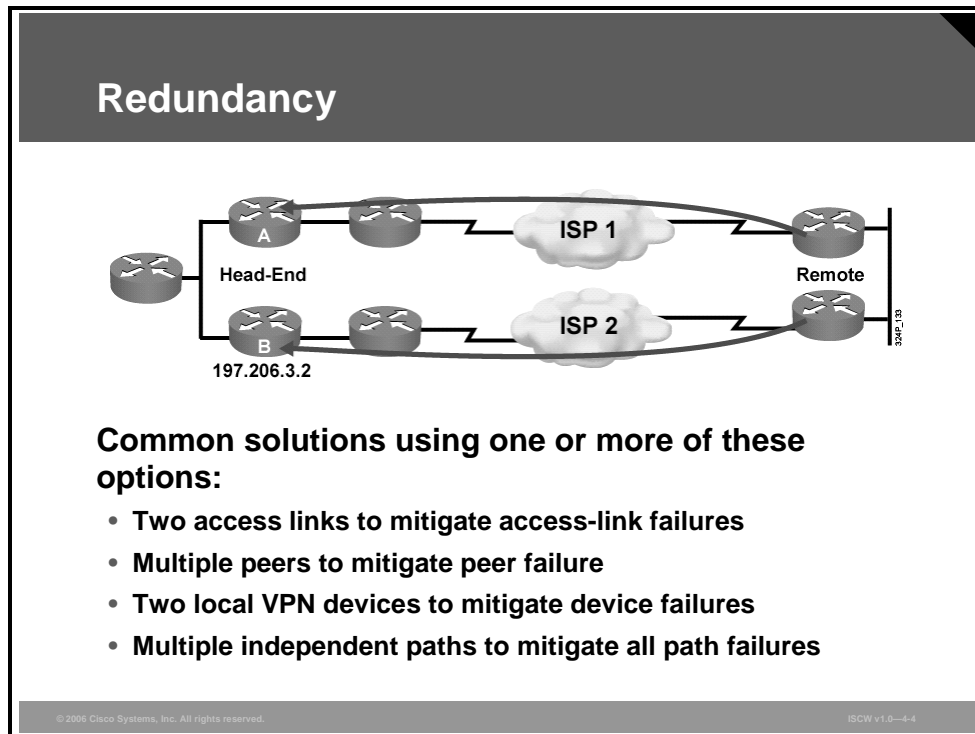 Redundancy
A
ISP 1
Head-End
Remote
B
ISP 2
197.206.3.2
324P_133
Common solutions using one or more of these
options:
• Two access links to mitigate access-link failures
• Multiple peers to mitigate peer failure
• Two local VPN devices to mitigate device failures
• Multiple independent paths to mitigate all path failures
© 2006 Cisco Systems, Inc. All rights reserved.
ISCW v1.0—4-4